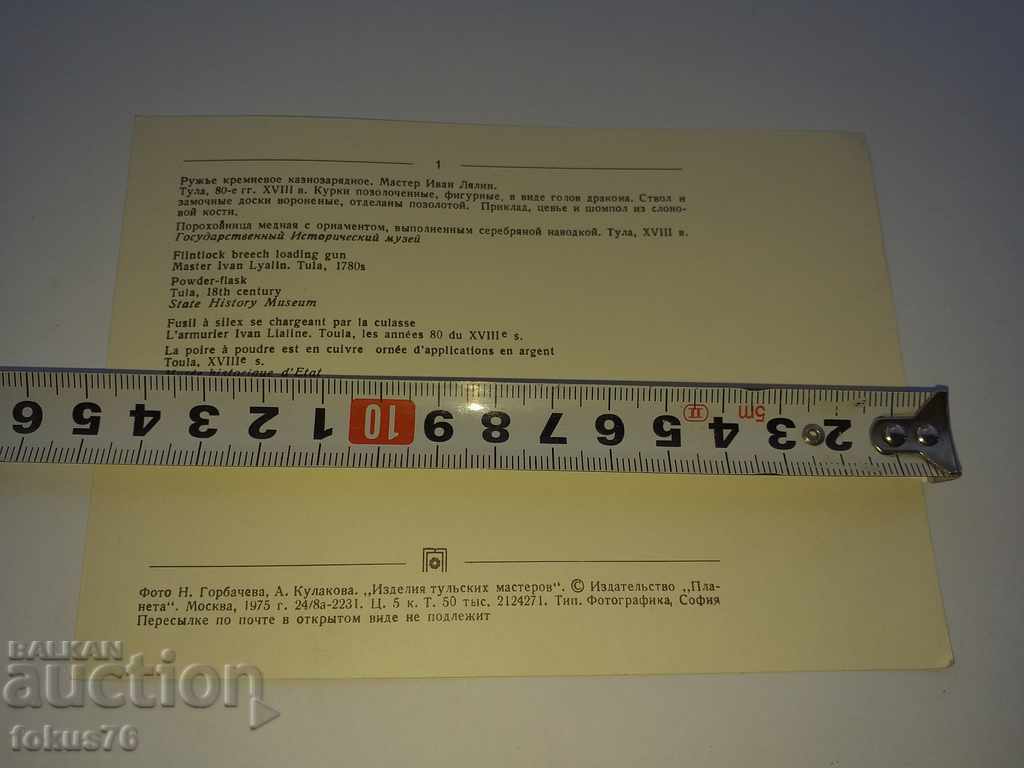 1
Ружье кремневое казнозарядное. Мастер Иван Лялин.
Тула, 80-е гг. XVIII в. Курки позолоченные, фигурные, в виде голов дракона. Ствол и
замочные доски вороненые, отделаны позолотой. Приклад, цевье и шомпол из слоно-
вой кости.
Пороховница медная с орнаментом, выполненным серебряной наводкой. Тула, XVIII в.
Государственный Исторический музей
Flintlock breech loading gun
Master Ivan Lyalin. Tula, 1780s
Powder-flask
Tula, 18th century
State History Museum
Fusil à silex se chargeant par la culasse
L'armurier Ivan Lialine. Toula, les années 80 du XVIIIe s.
La poire à poudre est en cuivre ornée d'applications en argent
Toula, XVIIIe s.
Musée historique d'Etat
6 5 4 3 2 1 10 9 8 7 6 5 II 4 5m 3 2
Фото Н. Горбачева, А. Кулакова. „Изделия тульских мастеров". © Издательство „Пла-
нета". Москва, 1975 г. 24/8а-2231. Ц. 5 к. Т. 50 тыс. 2124271. Тип. Фотографика, София
Пересылке по почте в открытом виде не подлежит
BALKAN
auction
fokus76